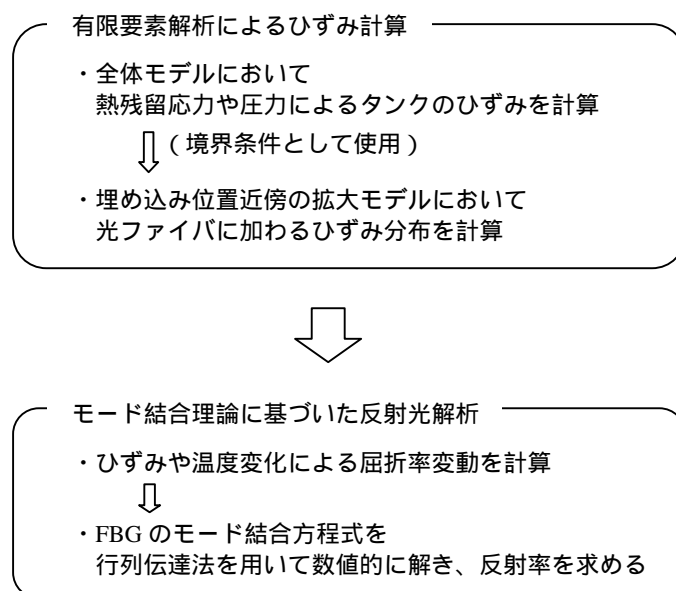 有限要素解析によるひずみ計算
・全体モデルにおいて
熱残留応力や圧力によるタンクのひずみを計算
(境界条件として使用)
・埋め込み位置近傍の拡大モデルにおいて
光ファイバに加わるひずみ分布を計算
モード結合理論に基づいた反射光解析
・ひずみや温度変化による屈折率変動を計算
・FBGのモード結合方程式を
行列伝達法を用いて数値的に解き、反射率を求める